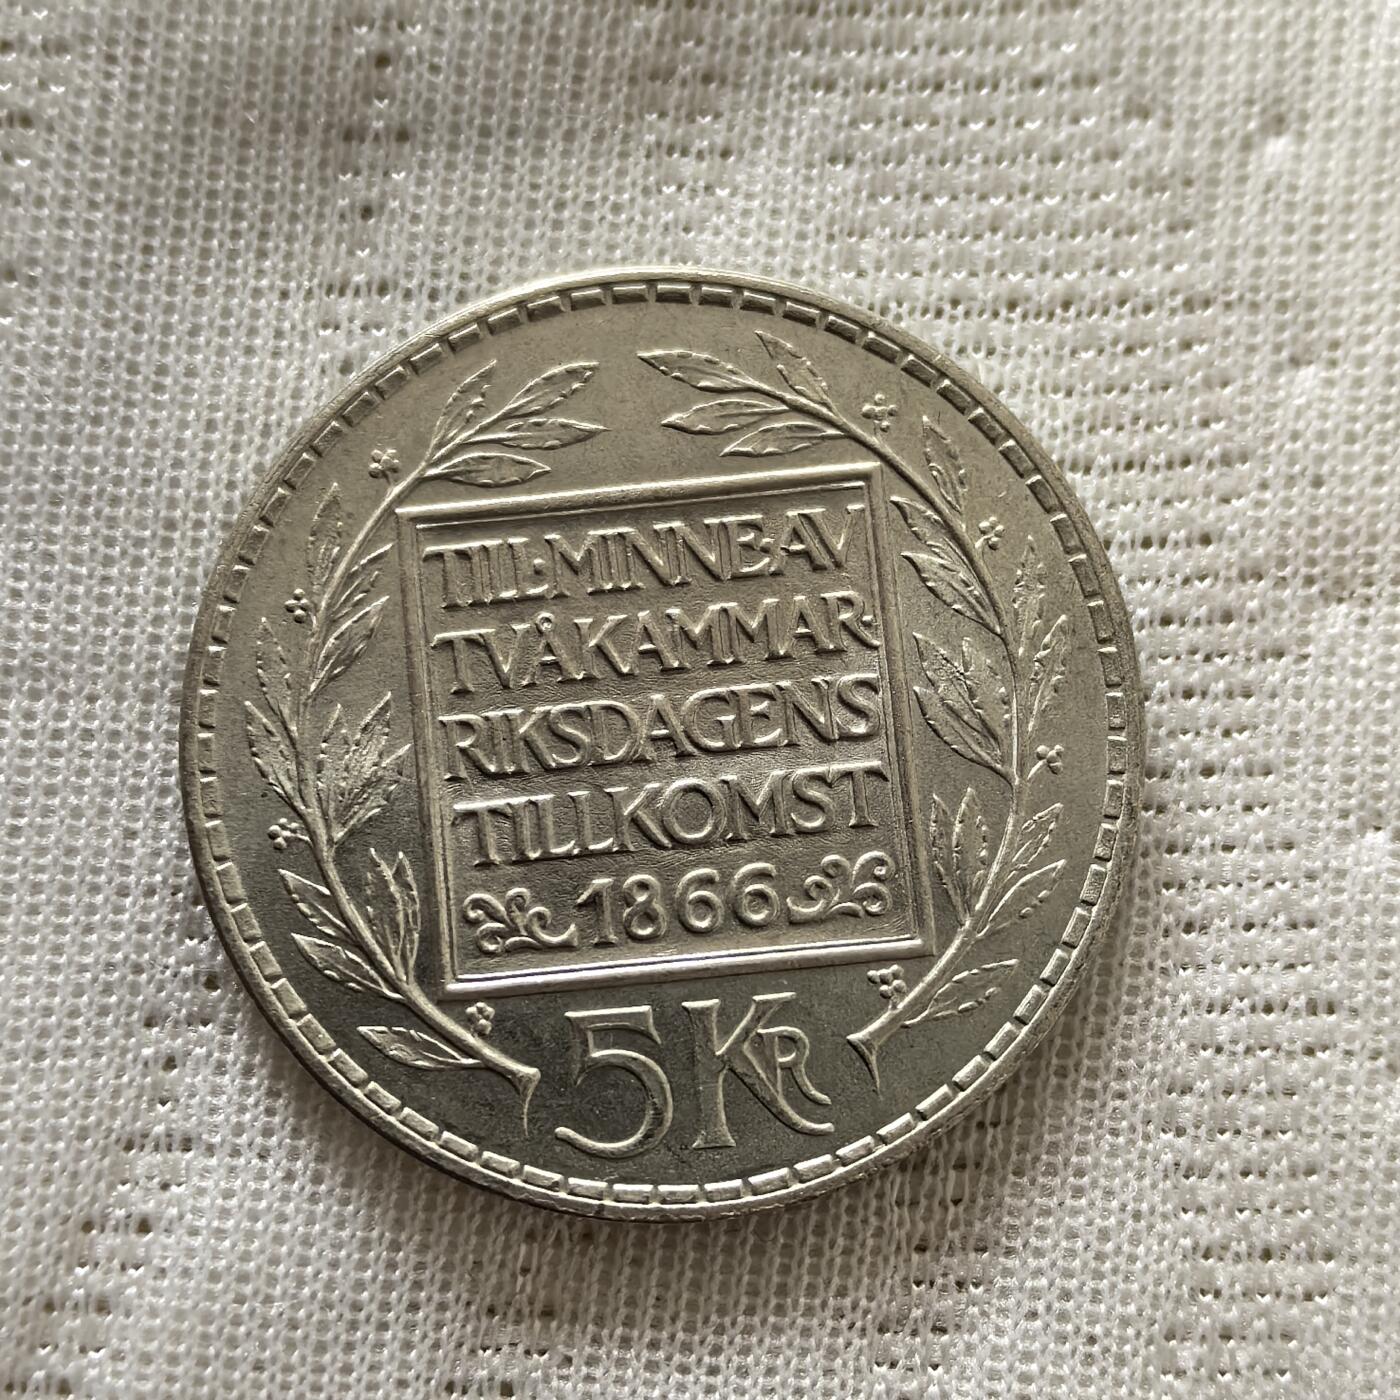 TILL·MINNE·AV
TVÅKAMMAR·
RIKSDAGENS
TILLKOMST
1866
5 KR